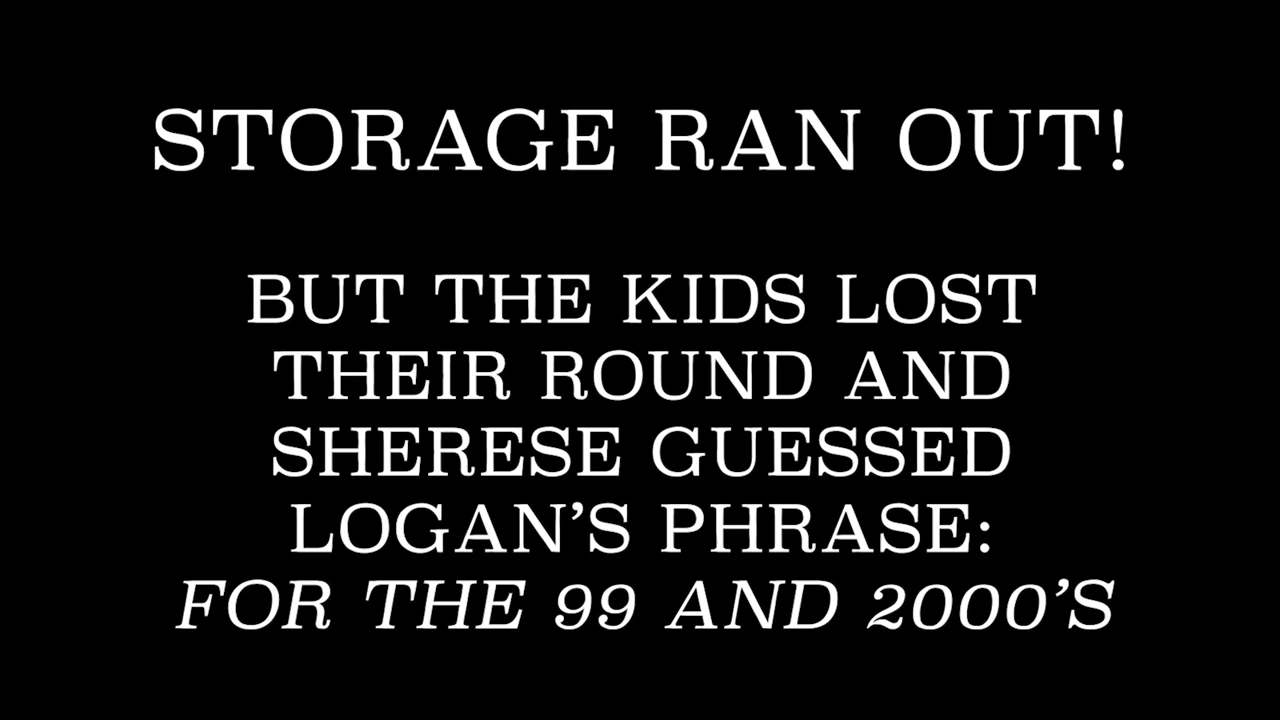 STORAGE RAN OUT!
BUT THE KIDS LOST
THEIR ROUND AND
SHERESE GUESSED
LOGAN’S PHRASE:
FOR THE 99 AND 2000’S